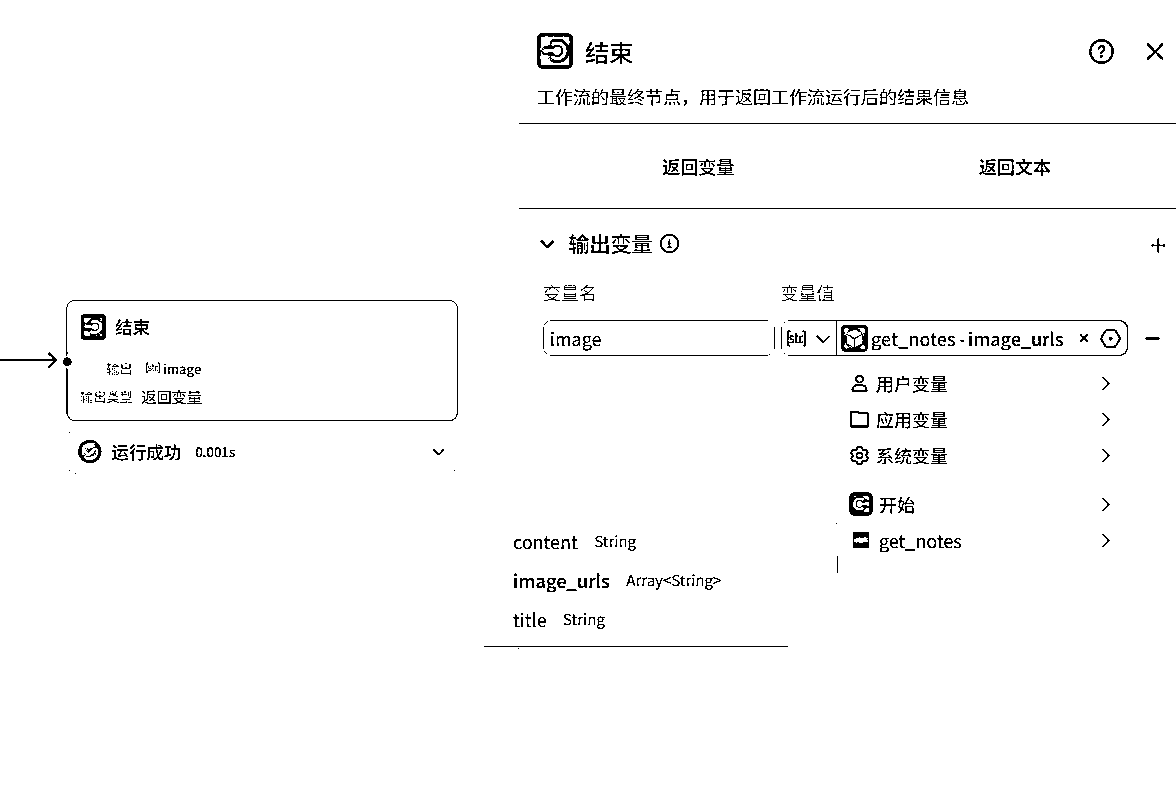 结束
工作流的最终节点，用于返回工作流运行后的结果信息
返回变量 返回文本
输出变量
变量名 变量值
image [str] get_notes - image_urls
用户变量
应用变量
系统变量
开始
get_notes
content String
image_urls Array<String>
title String
结束
输出 [str] image
输出类型 返回变量
运行成功 0.001s